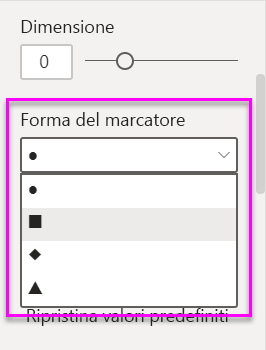 Dimensione
0
Forma del marcatore
●
●
■
◆
▲
Ripristina valori predefiniti